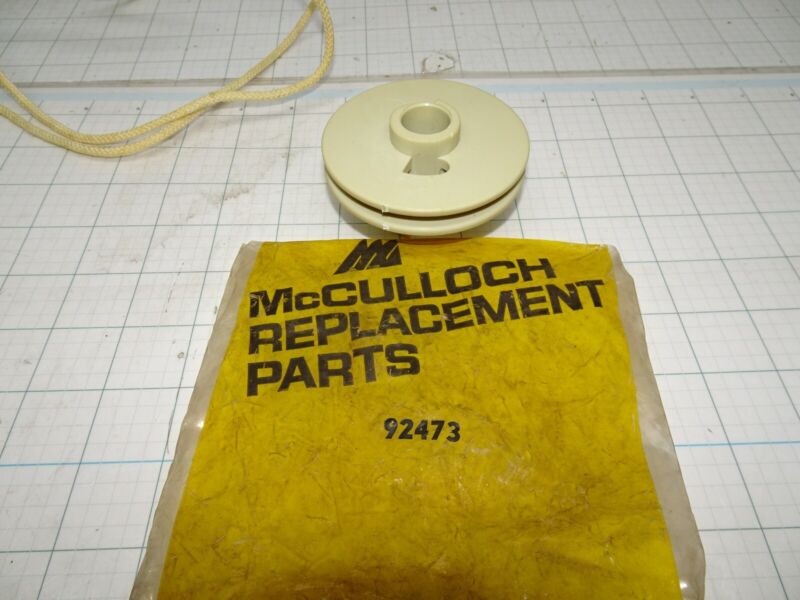 McCULLOCH
REPLACEMENT
PARTS
92473